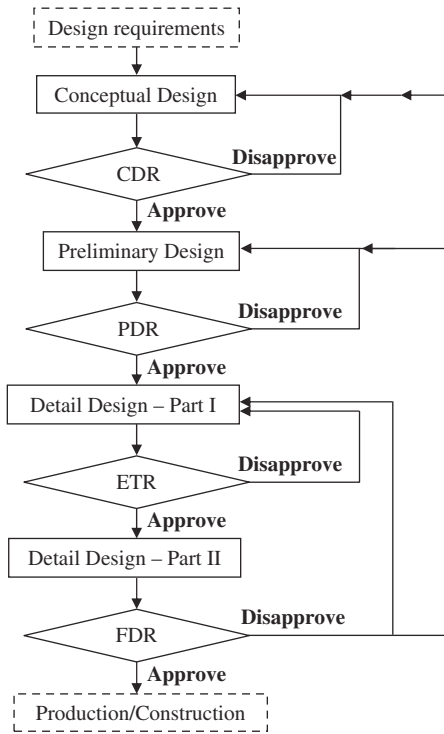 Design requirements
Conceptual Design
Disapprove
CDR
Approve
Preliminary Design
Disapprove
PDR
Approve
Detail Design – Part I
Disapprove
ETR
Approve
Detail Design – Part II
Disapprove
FDR
Approve
Production/Construction